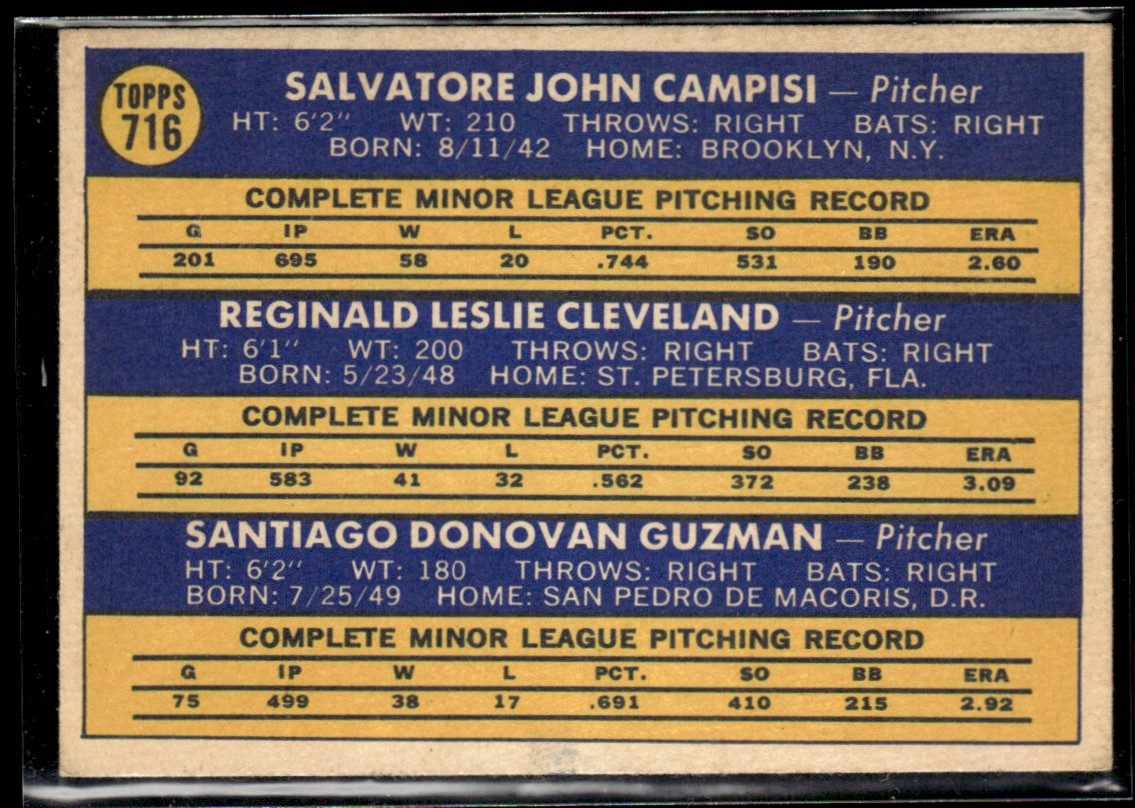 TOPPS
716
SALVATORE JOHN CAMPISI — Pitcher
HT: 6'2" WT: 210 THROWS: RIGHT BATS: RIGHT
BORN: 8/11/42 HOME: BROOKLYN, N.Y.
COMPLETE MINOR LEAGUE PITCHING RECORD
G IP W L PCT. SO BB ERA
201 695 58 20 .744 531 190 2.60
REGINALD LESLIE CLEVELAND — Pitcher
HT: 6'1" WT: 200 THROWS: RIGHT BATS: RIGHT
BORN: 5/23/48 HOME: ST. PETERSBURG, FLA.
COMPLETE MINOR LEAGUE PITCHING RECORD
G IP W L PCT. SO BB ERA
92 583 41 32 .562 372 238 3.09
SANTIAGO DONOVAN GUZMAN — Pitcher
HT: 6'2" WT: 180 THROWS: RIGHT BATS: RIGHT
BORN: 7/25/49 HOME: SAN PEDRO DE MACORIS, D.R.
COMPLETE MINOR LEAGUE PITCHING RECORD
G IP W L PCT. SO BB ERA
75 499 38 17 .691 410 215 2.92